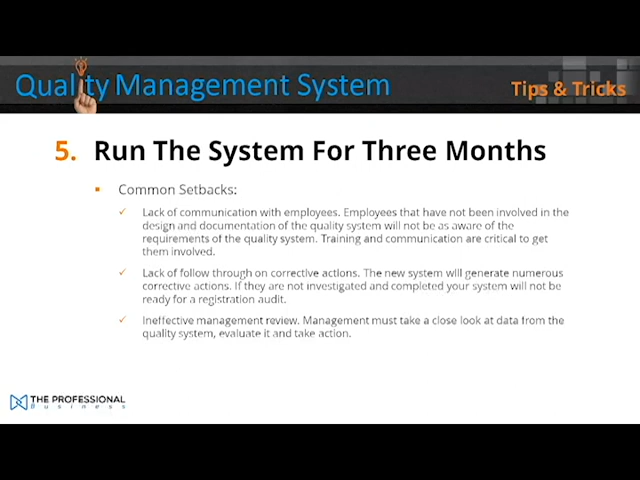 Quality Management System
Tips & Tricks
5. Run The System For Three Months
Common Setbacks:
Lack of communication with employees. Employees that have not been involved in the
design and documentation of the quality system will not be as aware of the
requirements of the quality system. Training and communication are critical to get
them involved.
Lack of follow through on corrective actions. The new system will generate numerous
corrective actions. If they are not investigated and completed your system will not be
ready for a registration audit.
Ineffective management review. Management must take a close look at data from the
quality system, evaluate it and take action.
THE PROFESSIONAL
Business